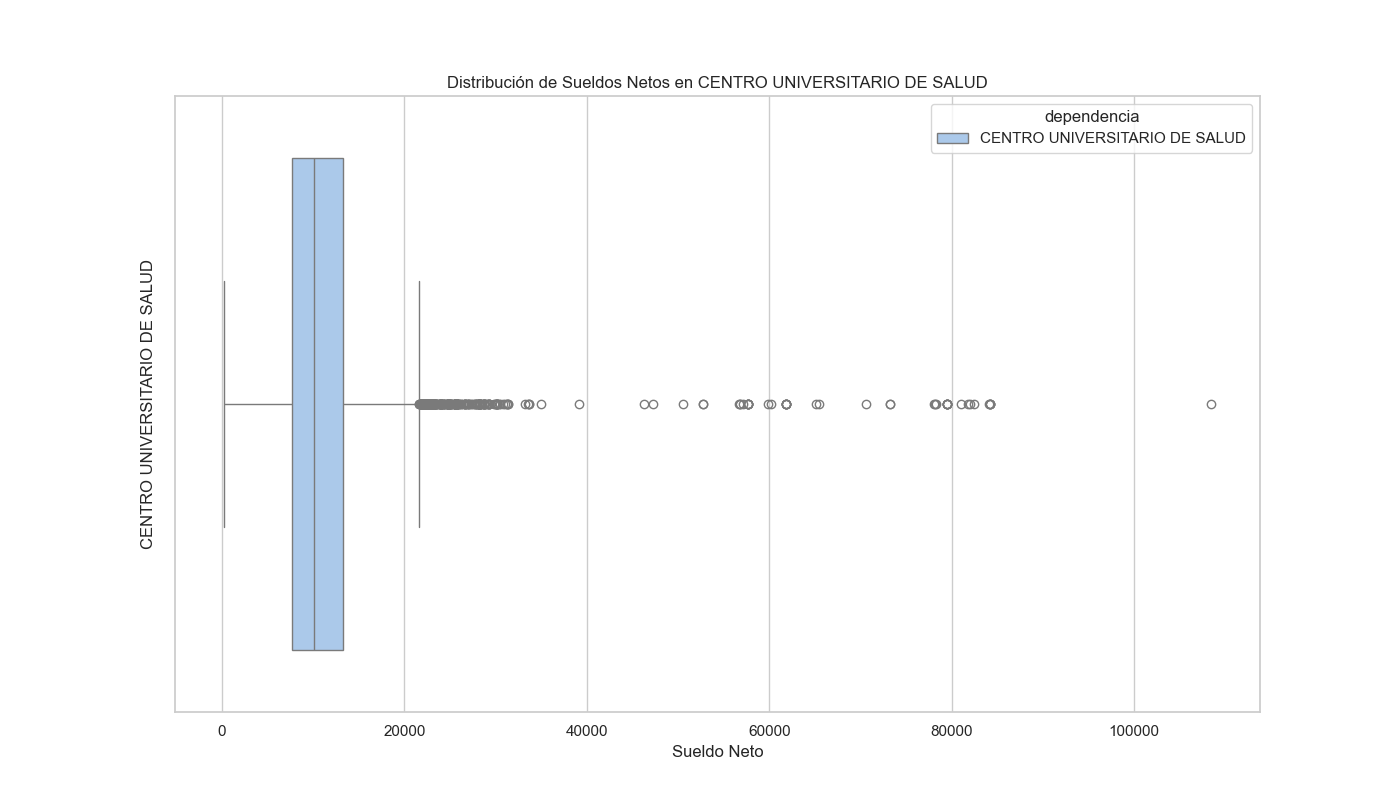 Distribución de Sueldos Netos en CENTRO UNIVERSITARIO DE SALUD
dependencia
CENTRO UNIVERSITARIO DE SALUD
CENTRO UNIVERSITARIO DE SALUD
0
20000
40000
60000
80000
100000
Sueldo Neto